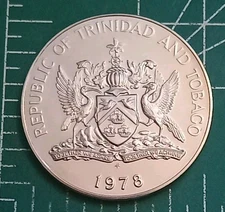 REPUBLIC OF TRINIDAD AND TOBAGO
1978